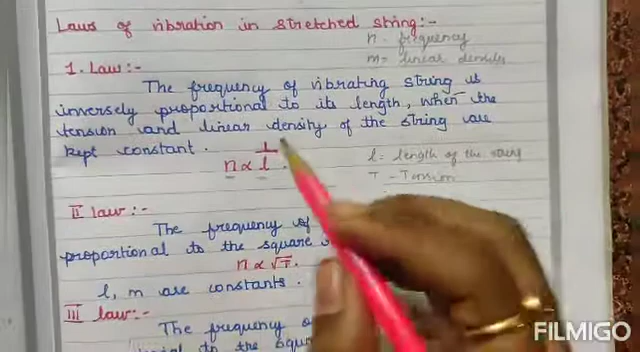 Laws of vibration in stretched string:-
n - frequency
m = linear density
1. Law:-
The frequency of vibrating string is
inversely proportional to its length, when the
tension and linear density of the string are
kept constant.
n ∝ 1/l.
l = length of the string
T - Tension
II law:-
The frequency of
proportional to the square
n ∝ √T.
l, m are constants.
III law:-
The frequency
to the
FILMIGO